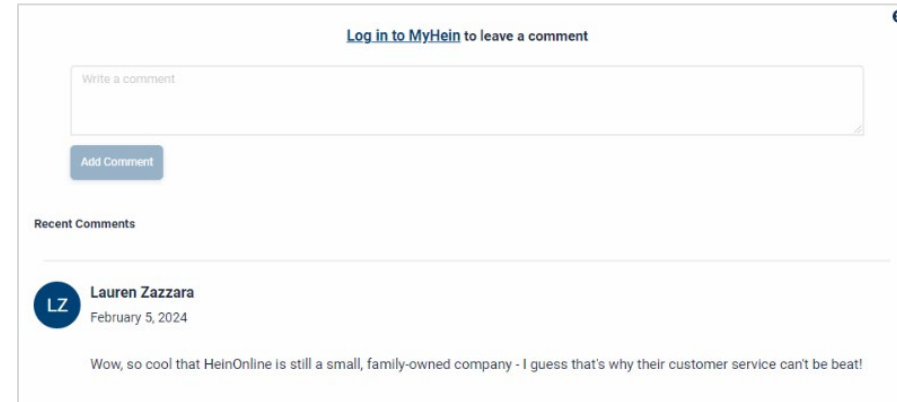 Log in to MyHein to leave a comment
Write a comment
Add Comment
Recent Comments
LZ
Lauren Zazzara
February 5, 2024
Wow, so cool that HeinOnline is still a small, family-owned company - I guess that's why their customer service can't be beat!